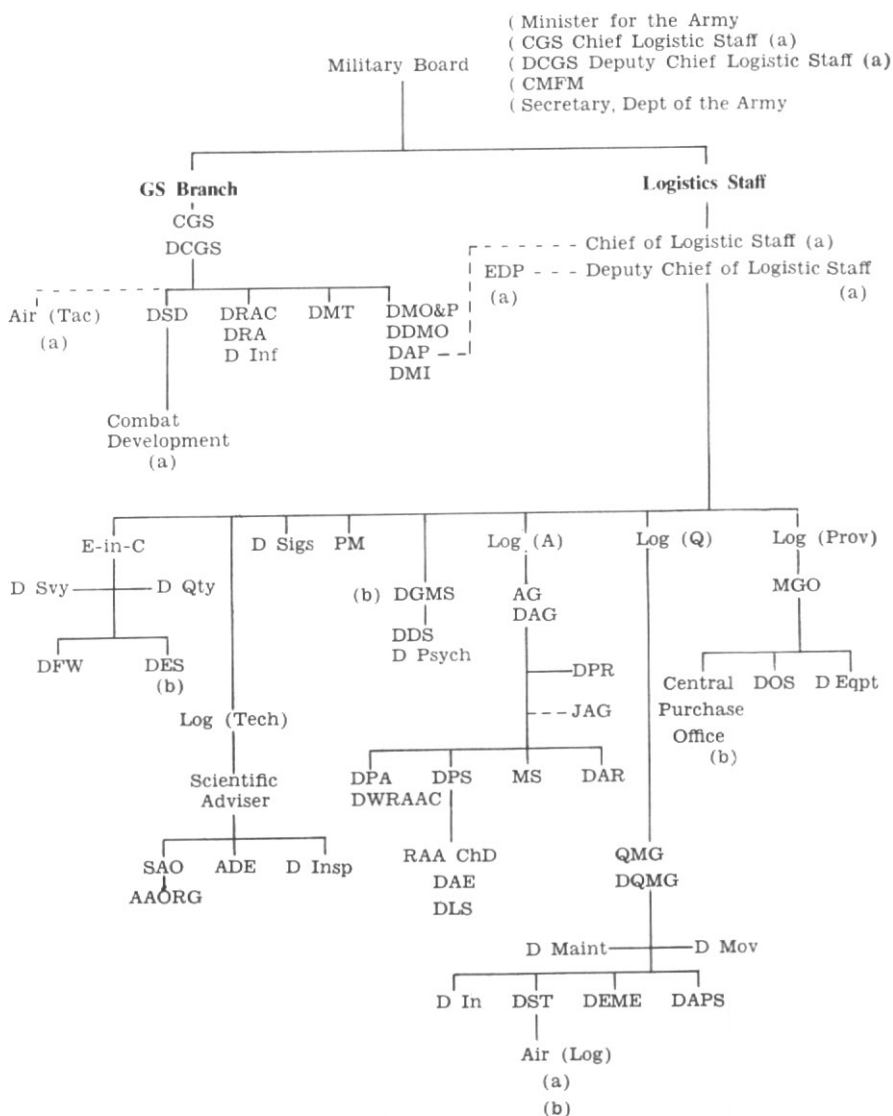 ( Minister for the Army
( CGS Chief Logistic Staff (a)
Military Board ( DCGS Deputy Chief Logistic Staff (a)
( CMFM
( Secretary, Dept of the Army
GS Branch Logistics Staff
CGS
DCGS Chief of Logistic Staff (a)
EDP Deputy Chief of Logistic Staff
(a) (a)
Air (Tac) DSD DRAC DMT DMO&P
(a) DRA DDMO
D Inf DAP
DMI
Combat
Development
(a)
E-in-C D Sigs PM Log (A) Log (Q) Log (Prov)
D Svy D Qty (b) DGMS AG MGO
DAG
DDS
D Psych
DFW DES DPR Central DOS D Eqpt
(b) Purchase
Log (Tech) JAG Office
(b)
Scientific DPA DPS MS DAR
Adviser DWRAAC
SAO ADE D Insp RAA ChD QMG
AAORG DAE DQMG
DLS
D Maint D Mov
D In DST DEME DAPS
Air (Log)
(a)
(b)